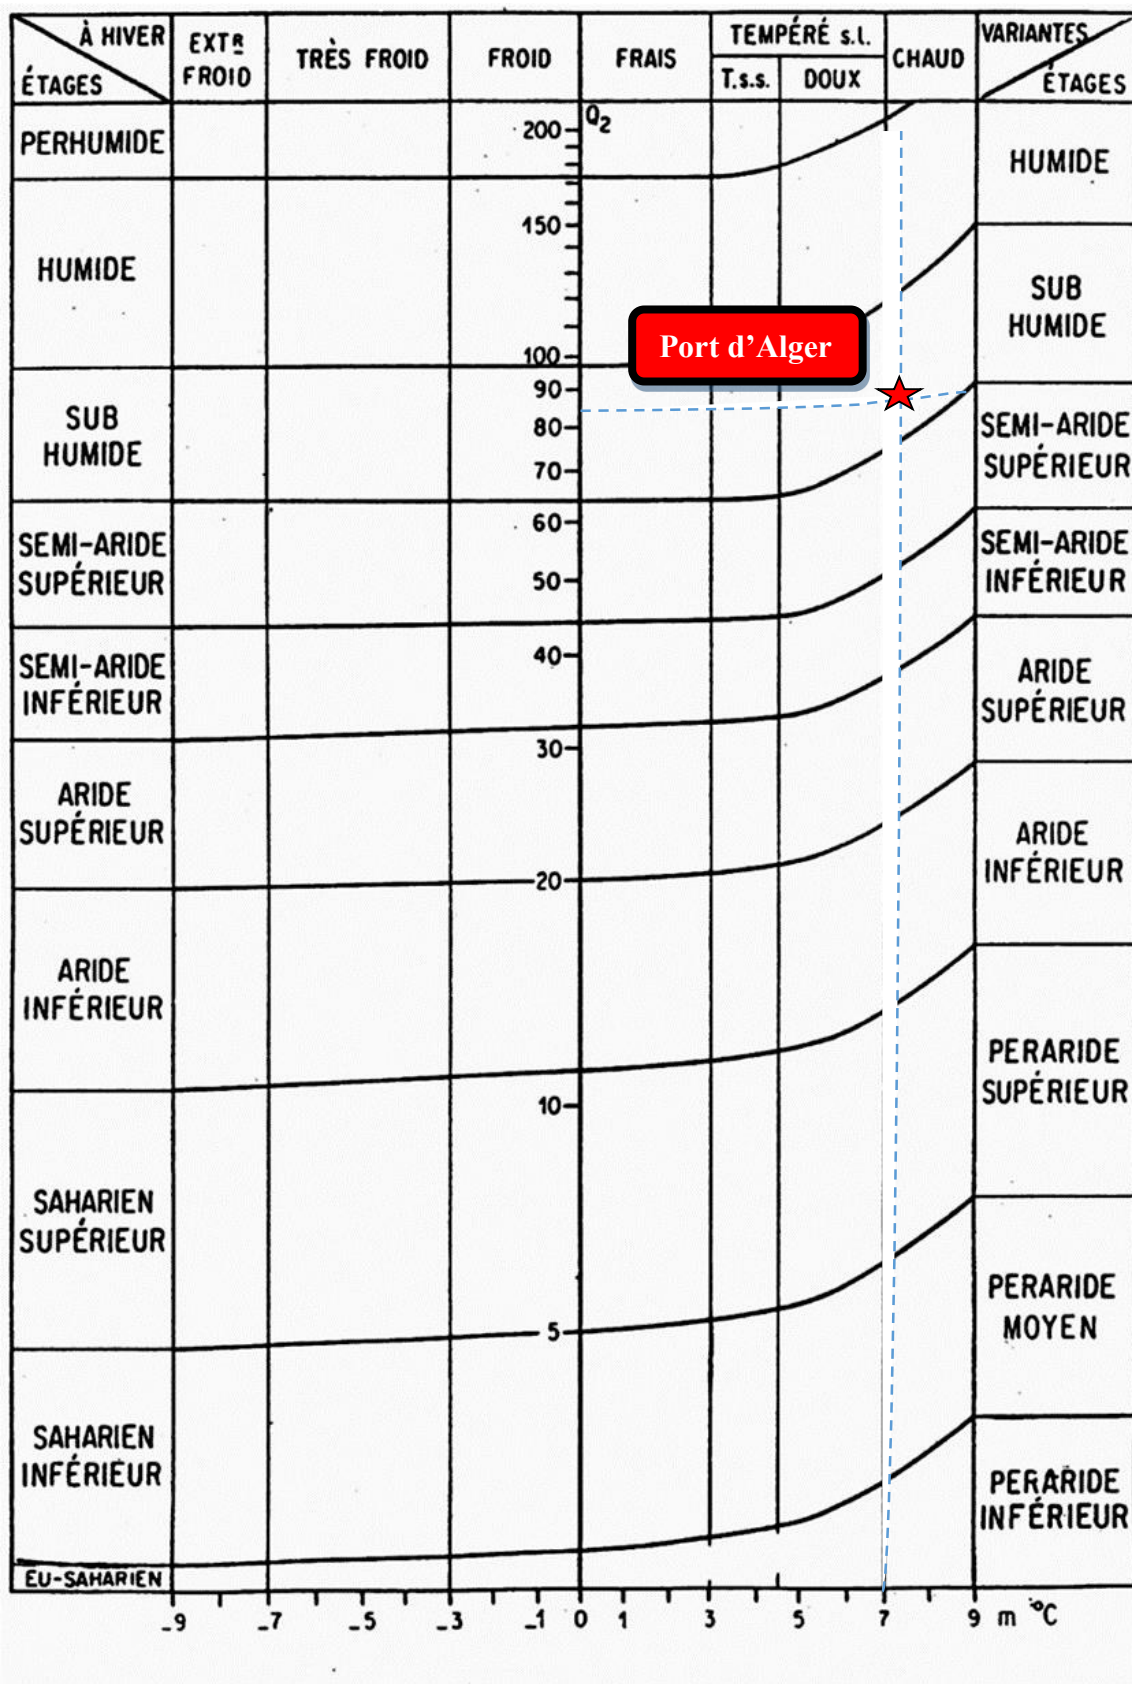 À HIVER
ÉTAGES
EXTR
FROID
TRÈS FROID
FROID
FRAIS
TEMPÉRÉ s.l.
T.s.s.
DOUX
CHAUD
VARIANTES
ÉTAGES
PERHUMIDE
HUMIDE
SUB
HUMIDE
SEMI-ARIDE
SUPÉRIEUR
SEMI-ARIDE
INFÉRIEUR
ARIDE
SUPÉRIEUR
ARIDE
INFÉRIEUR
SAHARIEN
SUPÉRIEUR
SAHARIEN
INFÉRIEUR
EU-SAHARIEN
Q2
200
150
100
90
80
70
60
50
40
30
20
10
5
Port d'Alger
HUMIDE
SUB
HUMIDE
SEMI-ARIDE
SUPÉRIEUR
SEMI-ARIDE
INFÉRIEUR
ARIDE
SUPÉRIEUR
ARIDE
INFÉRIEUR
PERARIDE
SUPÉRIEUR
PERARIDE
MOYEN
PERARIDE
INFÉRIEUR
-9 -7 -5 -3 -1 0 1 3 5 7 9 m °C